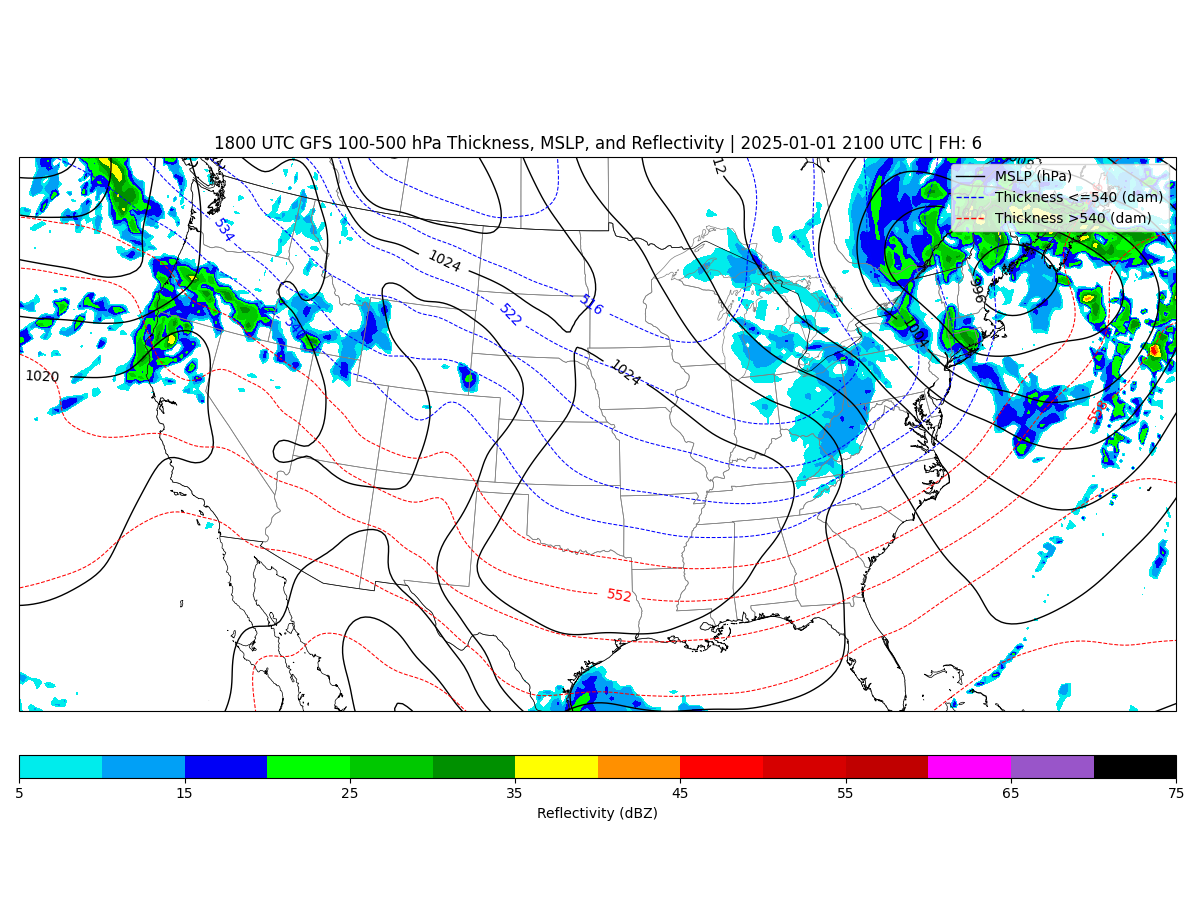 1800 UTC GFS 100-500 hPa Thickness, MSLP, and Reflectivity | 2025-01-01 2100 UTC | FH: 6
MSLP (hPa)
Thickness <=540 (dam)
Thickness >540 (dam)
534
1024
516
522
996
1020
1024
552
5 15 25 35 45 55 65 75
Reflectivity (dBZ)